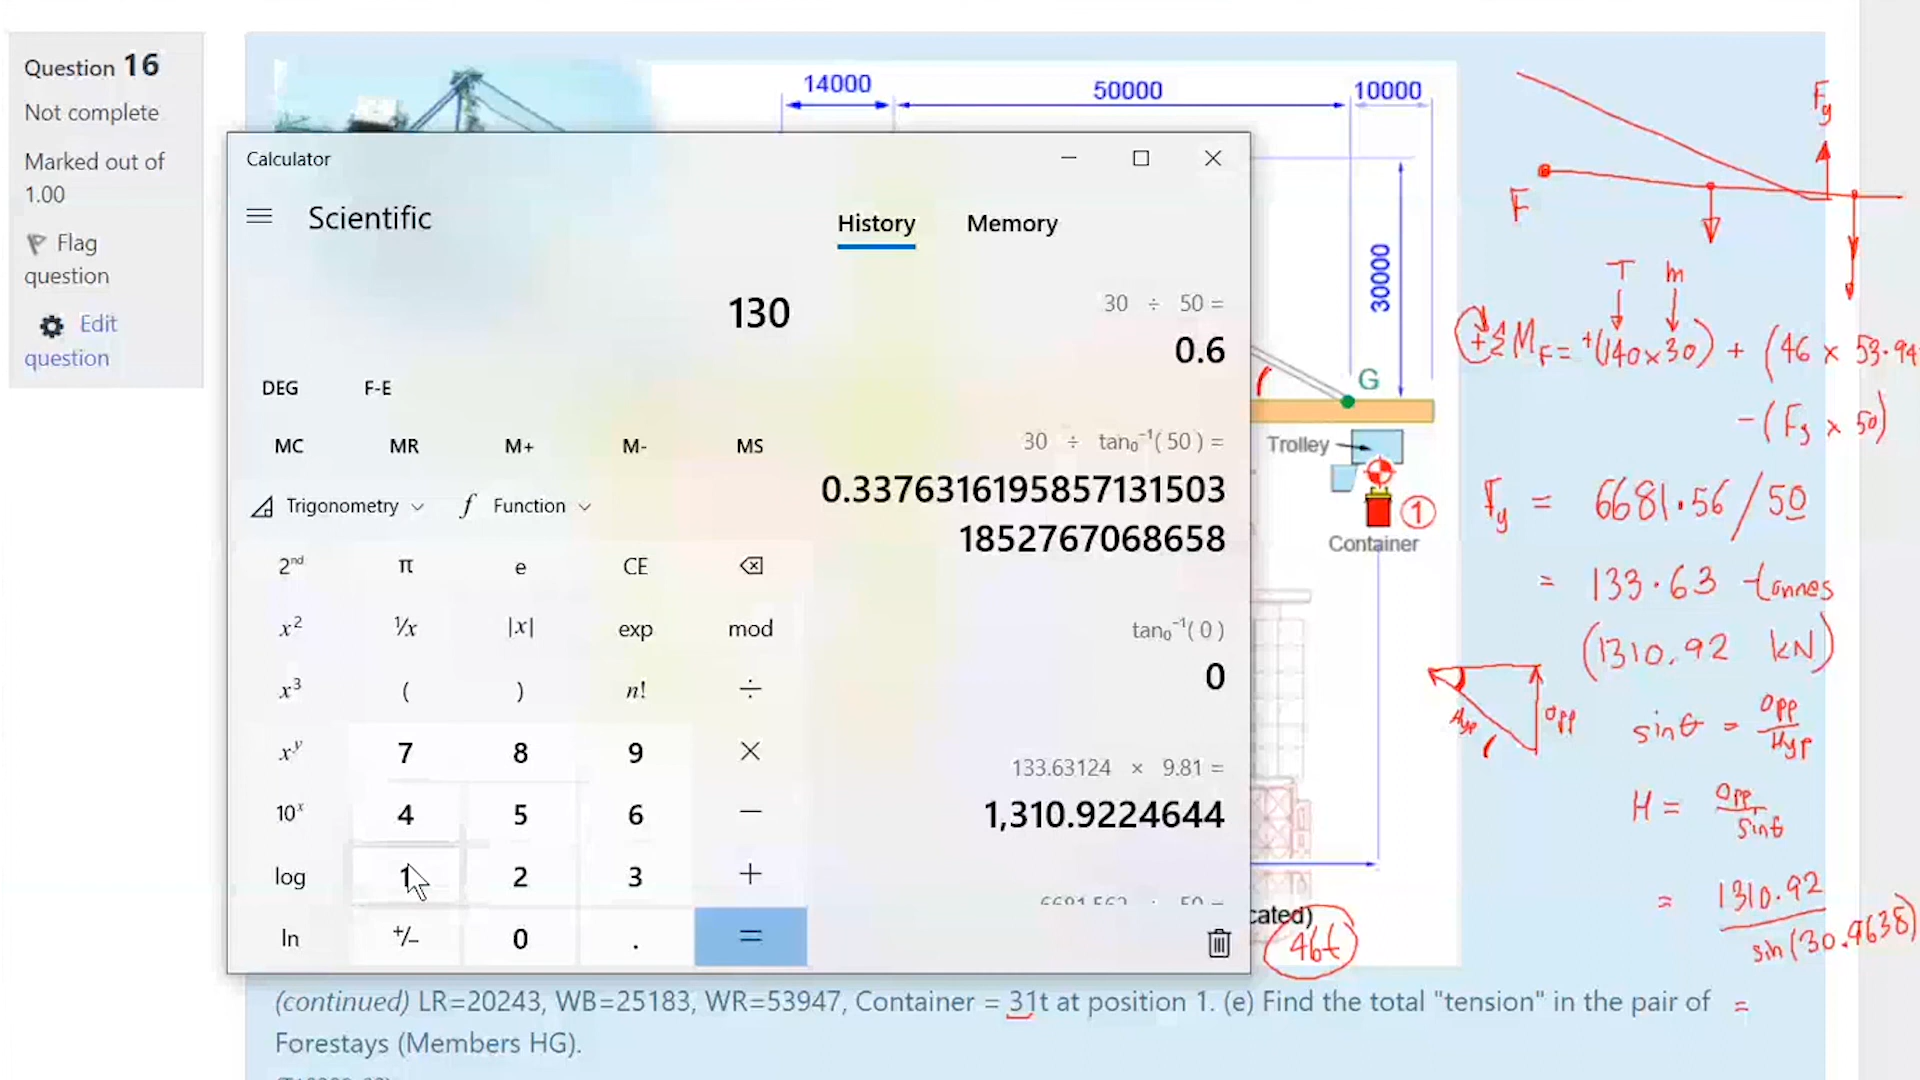 Question 16
Not complete
Marked out of
1.00
Flag
question
Edit
question
14000
50000
10000
30000
G
Trolley
1
Container
cated)
46t
Calculator
Scientific
History
Memory
130
30 ÷ 50 =
0.6
30 ÷ tan₀⁻¹( 50 ) =
0.3376316195857131503
1852767068658
tan₀⁻¹( 0 )
0
133.63124 × 9.81 =
1,310.9224644
6681.562 ÷ 50 =
DEG F-E
MC MR M+ M- MS
Trigonometry f Function
2ⁿᵈ π e CE
x² ¹/x |x| exp mod
x³ ( ) n! ÷
xʸ 7 8 9 ×
10ˣ 4 5 6 −
log 1 2 3 +
ln +/− 0 . =
Fy
F
T m
+ΣMF = +(140×30) + (46 × 53.94
-(Fy × 50)
Fy = 6681.56/50
= 133.63 tonnes
(1310.92 kN)
Hyp Opp
sinθ = Opp/Hyp
H = Opp/sinθ
= 1310.92/sin(30.9638)
=
(continued) LR=20243, WB=25183, WR=53947, Container = 31t at position 1. (e) Find the total "tension" in the pair of
Forestays (Members HG).